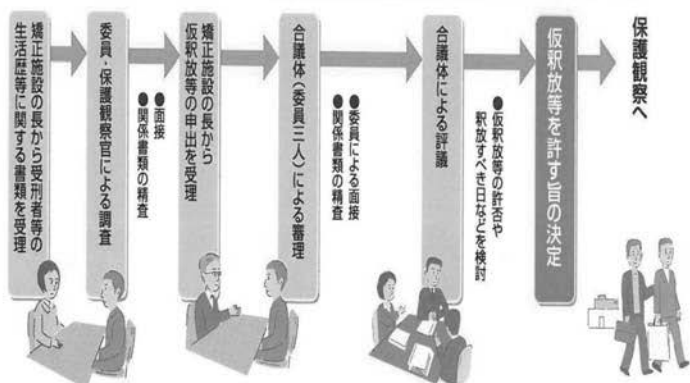 矯正施設の長から受刑者等の
生活歴等に関する書類を受理
委員・保護観察官による調査
●面接
●関係書類の精査
矯正施設の長から
仮釈放等の申出を受理
合議体(委員三人)による審理
●委員による面接
●関係書類の精査
合議体による評議
●仮釈放等の許否や
釈放すべき日などを検討
仮釈放等を許す旨の決定
保護観察へ